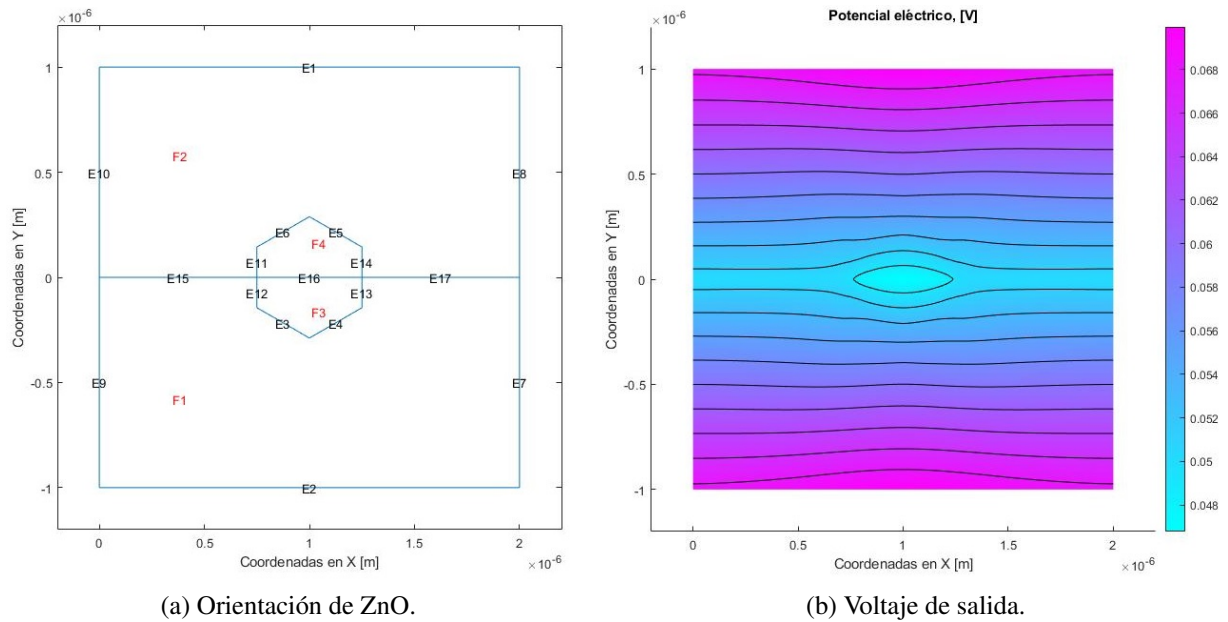 ×10⁻⁶
1
0.5
0
-0.5
-1
Coordenadas en Y [m]
E1
F2
E10
E8
E6
E5
F4
E11
E14
E15
E16
E17
E12
E13
F3
E3
E4
E9
E7
F1
E2
0
0.5
1
1.5
2
Coordenadas en X [m]
×10⁻⁶
(a) Orientación de ZnO.
×10⁻⁶
Potencial eléctrico, [V]
1
0.5
0
-0.5
-1
Coordenadas en Y [m]
0
0.5
1
1.5
2
Coordenadas en X [m]
×10⁻⁶
0.068
0.066
0.064
0.062
0.06
0.058
0.056
0.054
0.052
0.05
0.048
(b) Voltaje de salida.